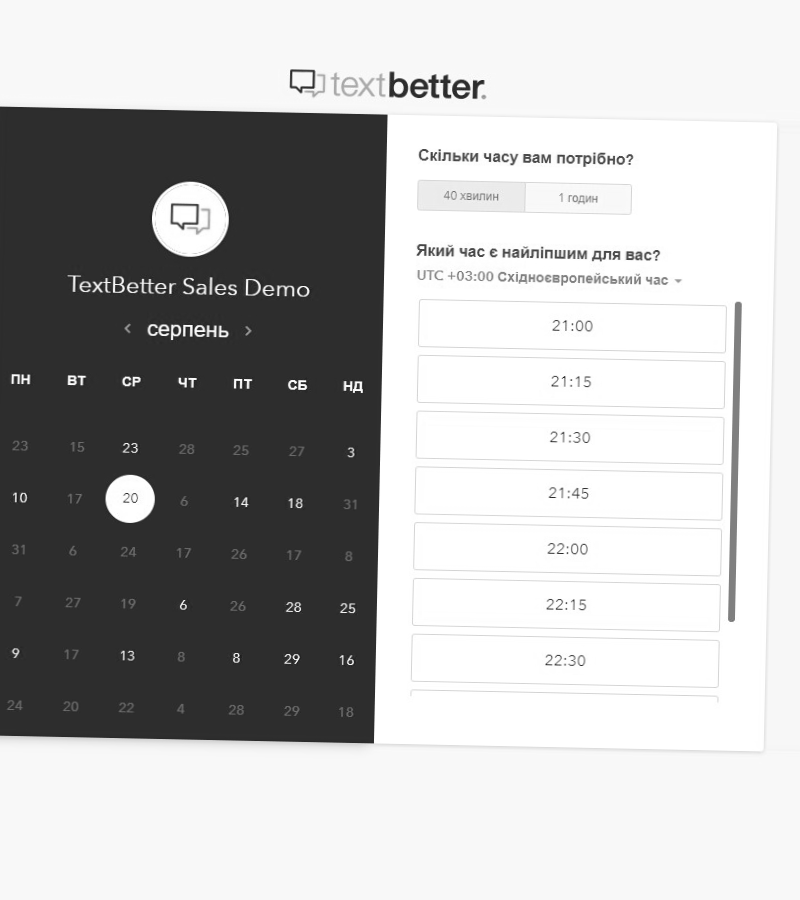 textbetter.
TextBetter Sales Demo
серпень
ПН ВТ СР ЧТ ПТ СБ НД
23 15 23 28 25 27 3
10 17 20 6 14 18 31
31 6 24 17 26 17 8
7 27 19 6 26 28 25
9 17 13 8 8 29 16
24 20 22 4 28 29 18
Скільки часу вам потрібно?
40 хвилин 1 годин
Який час є найліпшим для вас?
UTC +03:00 Східноєвропейський час
21:00
21:15
21:30
21:45
22:00
22:15
22:30